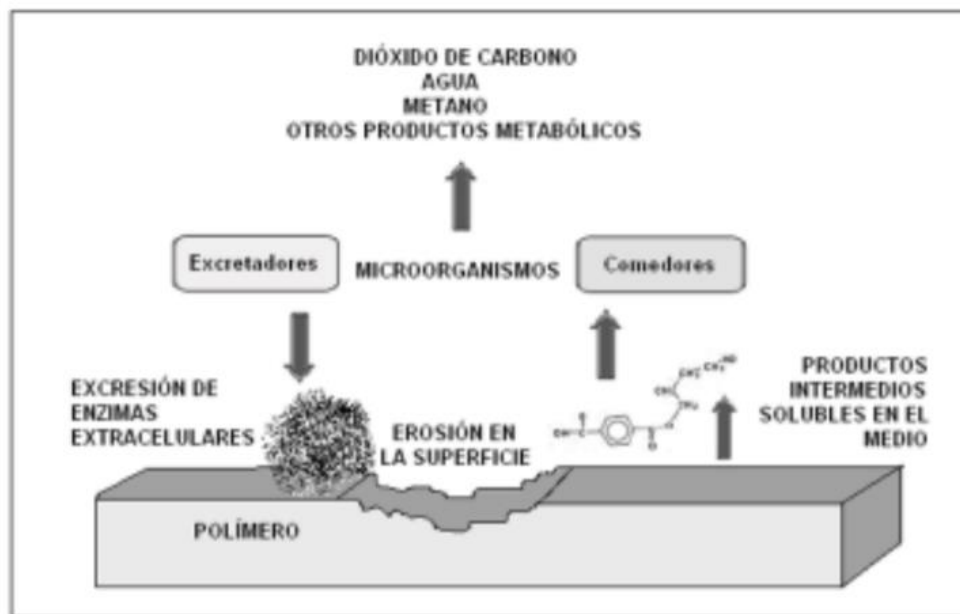 DIÓXIDO DE CARBONO
AGUA
METANO
OTROS PRODUCTOS METABÓLICOS
Excretadores
MICROORGANISMOS
Comedores
EXCRESIÓN DE
ENZIMAS
EXTRACELULARES
EROSIÓN EN
LA SUPERFICIE
PRODUCTOS
INTERMEDIOS
SOLUBLES EN EL
MEDIO
POLÍMERO